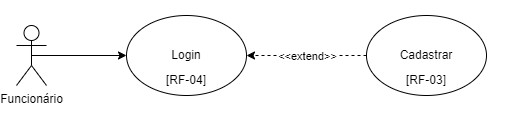 Login
<<extend>>
Cadastrar
[RF-04]
[RF-03]
Funcionário